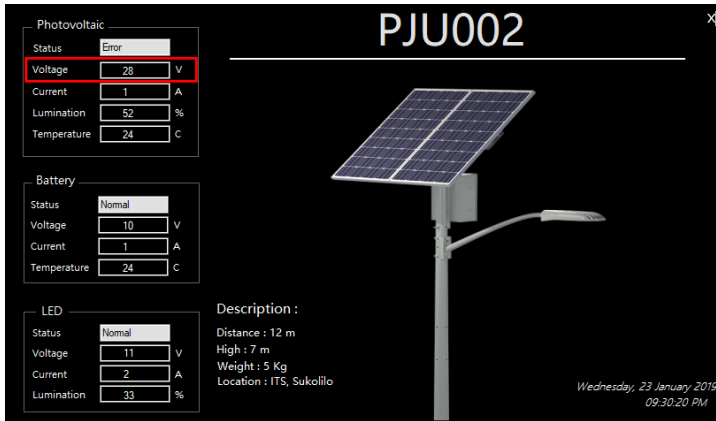 PJU002
X
Photovoltaic
Status Error
Voltage 28 V
Current 1 A
Lumination 52 %
Temperature 24 C
Battery
Status Normal
Voltage 10 V
Current 1 A
Temperature 24 C
LED
Status Normal
Voltage 11 V
Current 2 A
Lumination 33 %
Description :
Distance : 12 m
High : 7 m
Weight : 5 Kg
Location : ITS, Sukolilo
Wednesday, 23 January 2019
09:30:20 PM